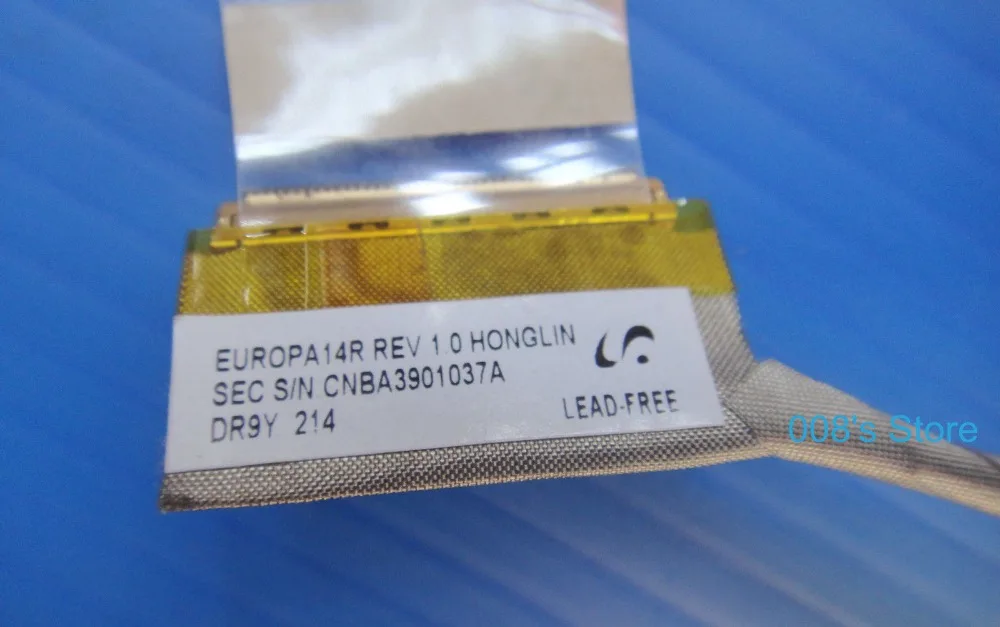 EUROPA14R REV 1.0 HONGLIN
SEC S/N CNBA3901037A
DR9Y 214
LEAD-FREE
008's Store